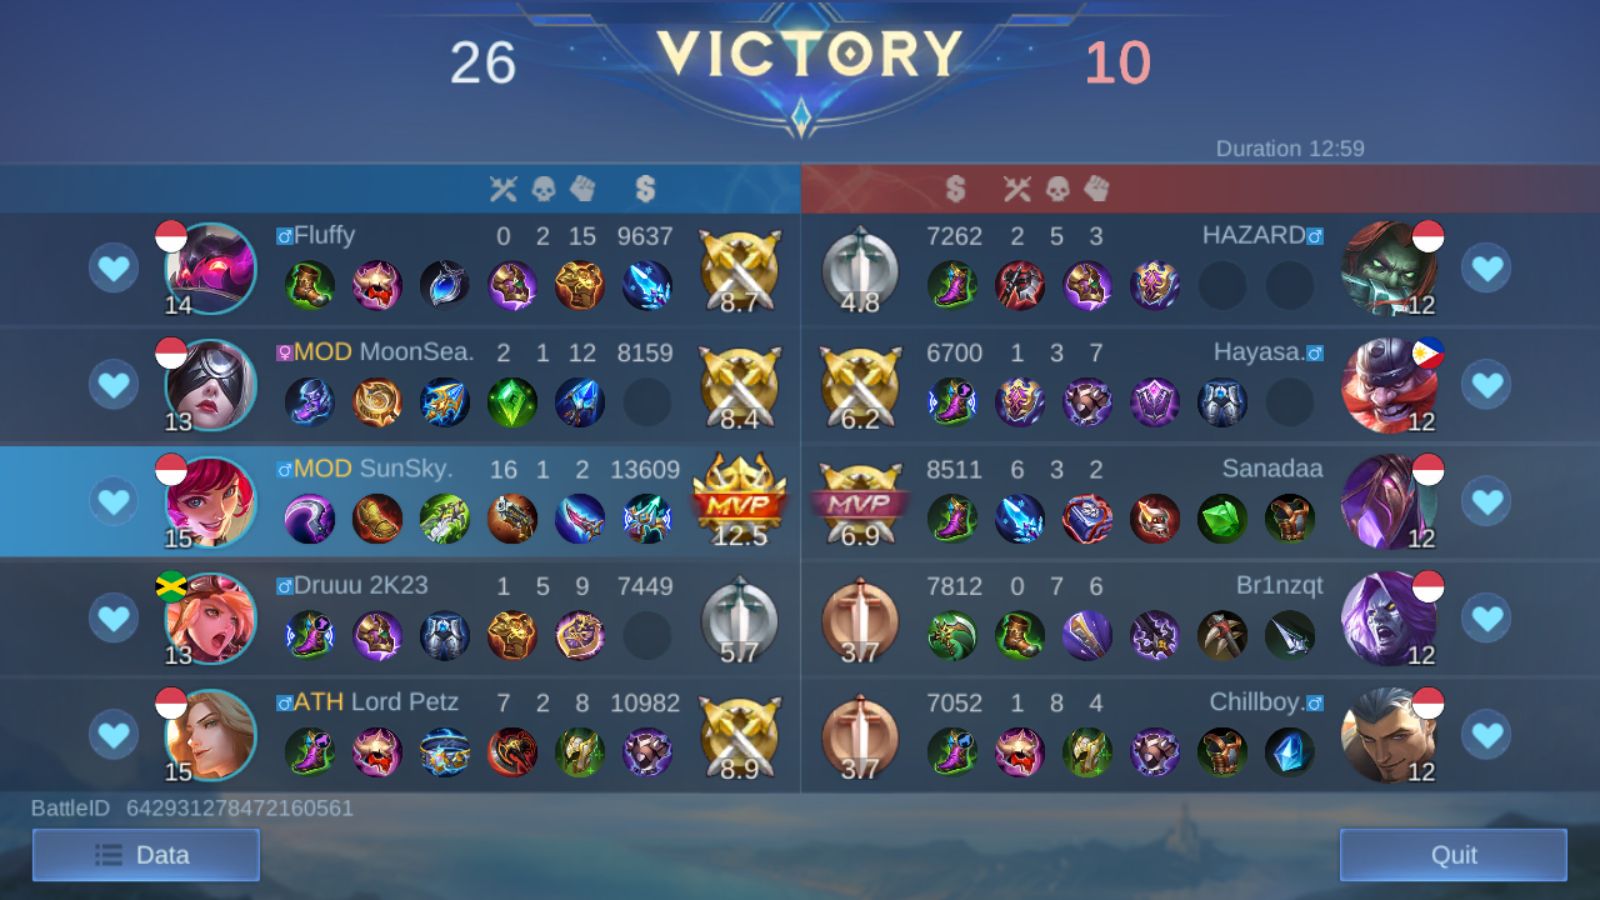 26 VICTORY 10
Duration 12:59
14 Fluffy 0 2 15 9637 8.7
4.8 7262 2 5 3 HAZARD 12
13 MOD MoonSea. 2 1 12 8159 8.4
6.2 6700 1 3 7 Hayasa. 12
15 MOD SunSky. 16 1 2 13609 MVP 12.5
MVP 6.9 8511 6 3 2 Sanadaa 12
13 Druuu 2K23 1 5 9 7449 5.7
3.7 7812 0 7 6 Br1nzqt 12
15 ATH Lord Petz 7 2 8 10982 8.9
3.7 7052 1 8 4 Chillboy. 12
BattleID 642931278472160561
Data
Quit